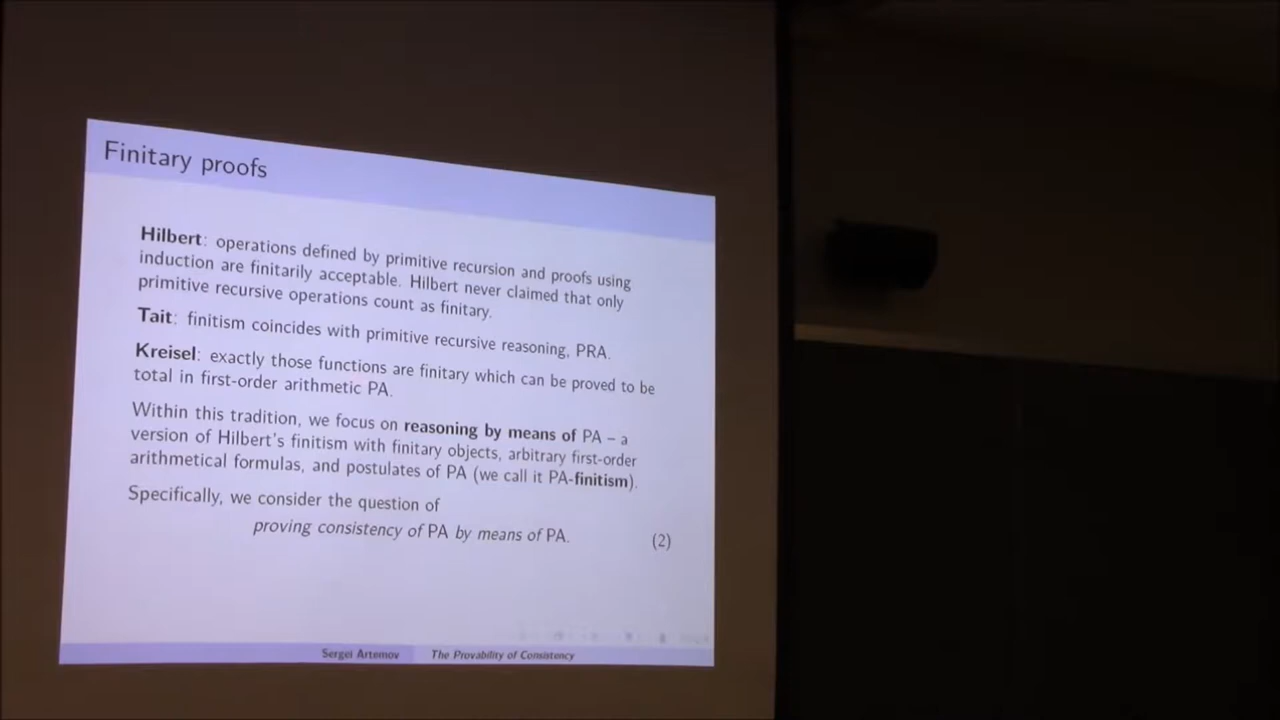 Finitary proofs
Hilbert: operations defined by primitive recursion and proofs using
induction are finitarily acceptable. Hilbert never claimed that only
primitive recursive operations count as finitary.
Tait: finitism coincides with primitive recursive reasoning, PRA.
Kreisel: exactly those functions are finitary which can be proved to be
total in first-order arithmetic PA.
Within this tradition, we focus on reasoning by means of PA – a
version of Hilbert's finitism with finitary objects, arbitrary first-order
arithmetical formulas, and postulates of PA (we call it PA-finitism).
Specifically, we consider the question of
proving consistency of PA by means of PA. (2)
Sergei Artemov The Provability of Consistency